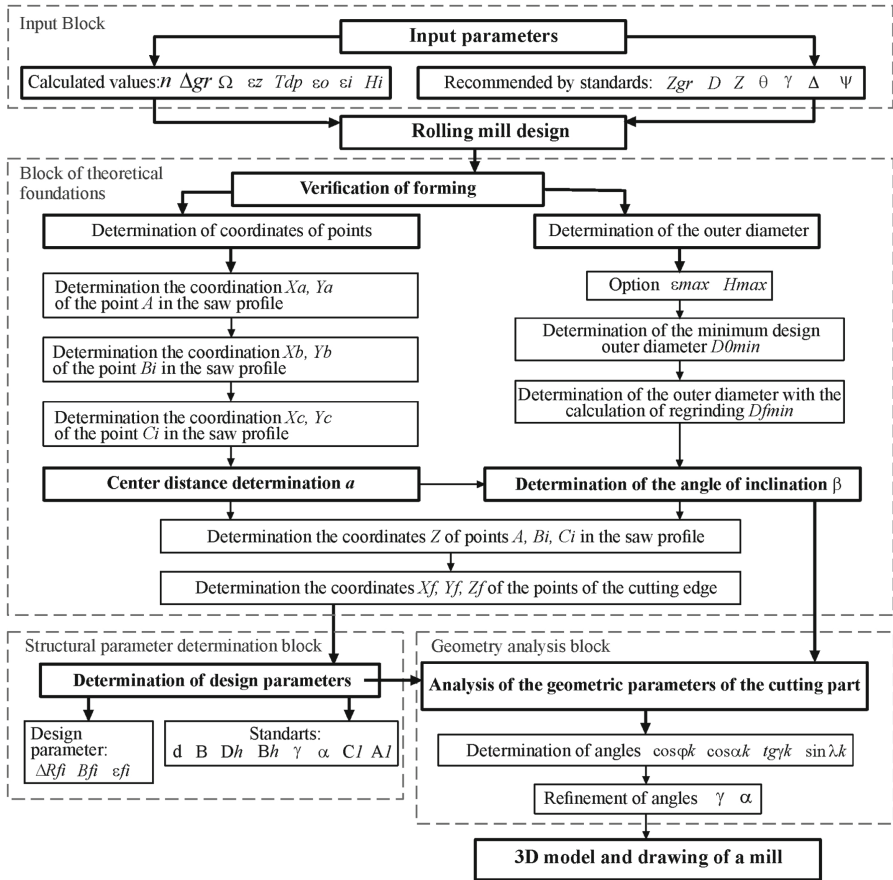 Input Block
Input parameters
Calculated values:n Δgr Ω εz Tdp εo εi Hi
Recommended by standards: Zgr D Z θ γ Δ Ψ
Rolling mill design
Block of theoretical
foundations
Verification of forming
Determination of coordinates of points
Determination the coordination Xa, Ya
of the point A in the saw profile
Determination the coordination Xb, Yb
of the point Bi in the saw profile
Determination the coordination Xc, Yc
of the point Ci in the saw profile
Center distance determination a
Determination of the outer diameter
Option εmax Hmax
Determination of the minimum design
outer diameter D0min
Determination of the outer diameter with the
calculation of regrinding Dfmin
Determination of the angle of inclination β
Determination the coordinates Z of points A, Bi, Ci in the saw profile
Determination the coordinates Xf, Yf, Zf of the points of the cutting edge
Structural parameter determination block
Determination of design parameters
Design
parameter:
ΔRfi Bfi εfi
Standarts:
d B Dh Bh γ α C1 A1
Geometry analysis block
Analysis of the geometric parameters of the cutting part
Determination of angles cosφk cosαk tgγk sinλk
Refinement of angles γ α
3D model and drawing of a mill